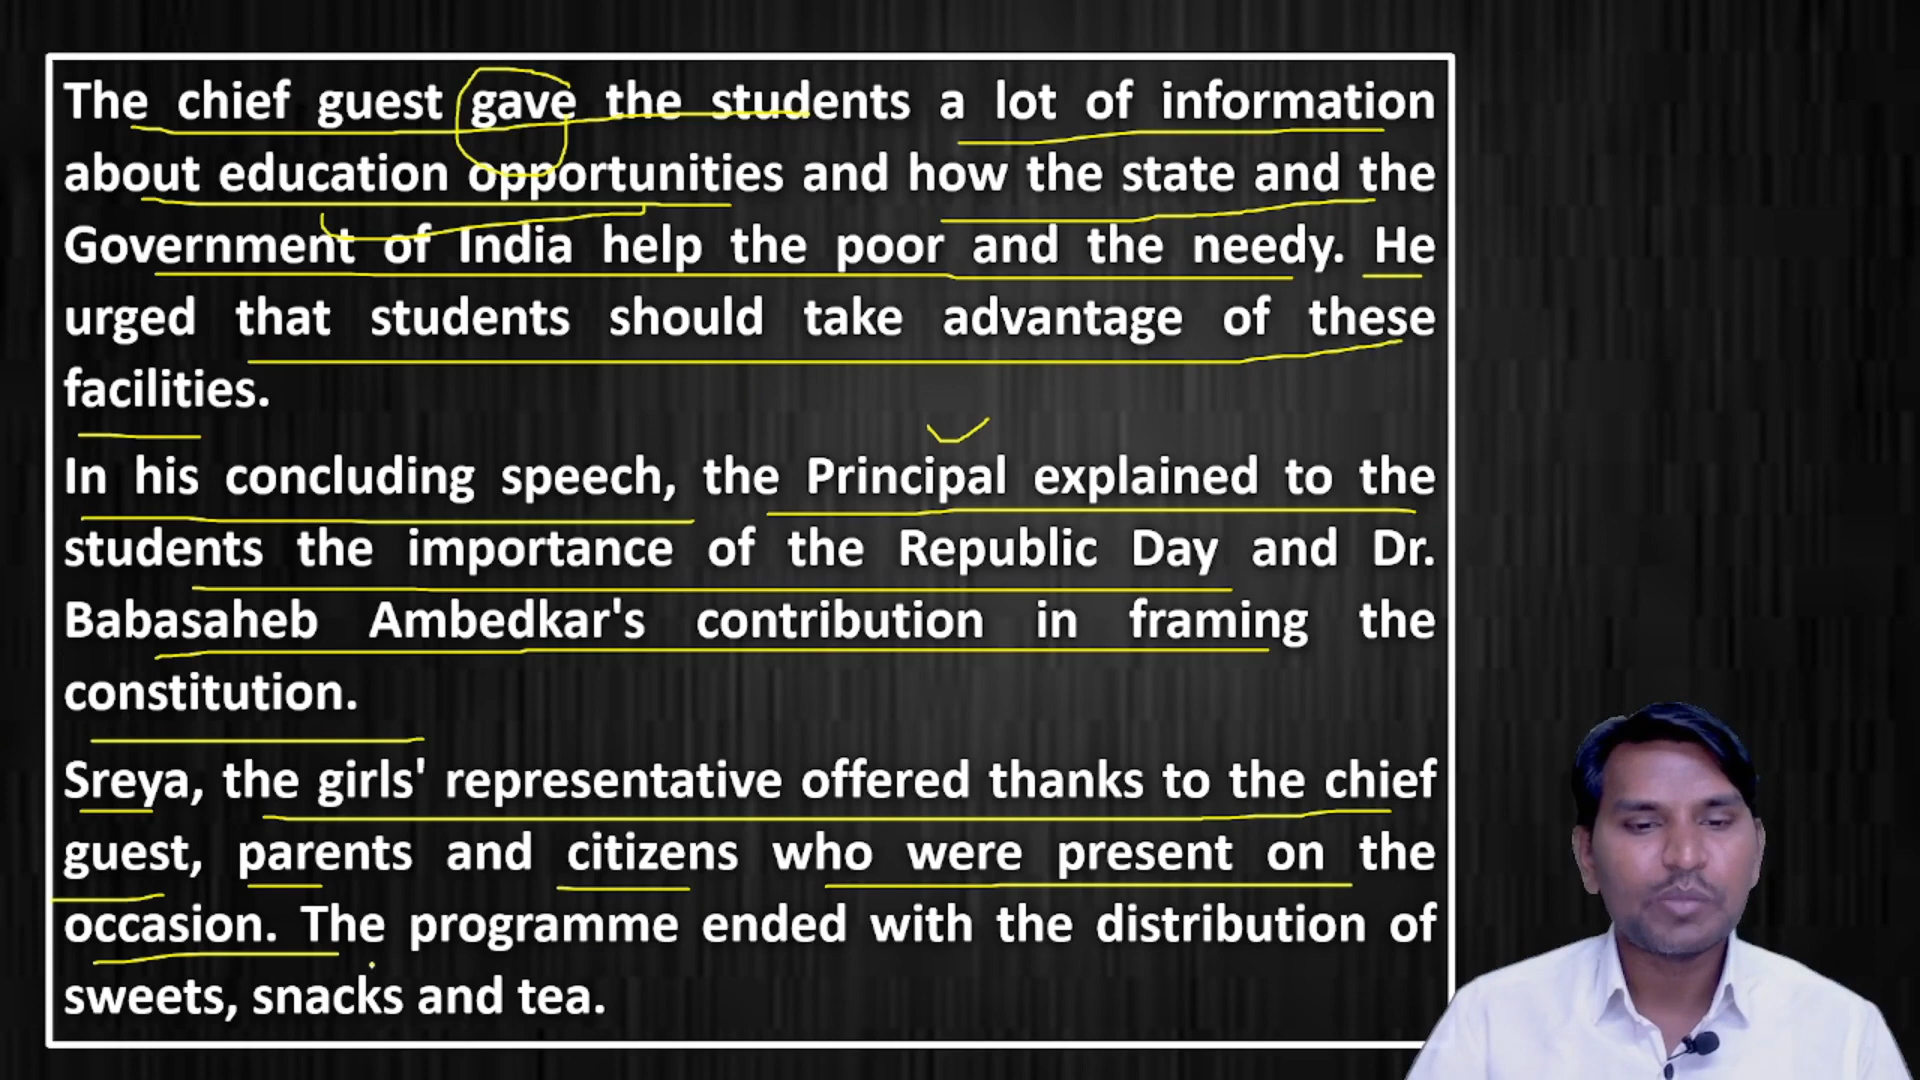 The chief guest gave the students a lot of information
about education opportunities and how the state and the
Government of India help the poor and the needy. He
urged that students should take advantage of these
facilities.
In his concluding speech, the Principal explained to the
students the importance of the Republic Day and Dr.
Babasaheb Ambedkar's contribution in framing the
constitution.
Sreya, the girls' representative offered thanks to the chief
guest, parents and citizens who were present on the
occasion. The programme ended with the distribution of
sweets, snacks and tea.